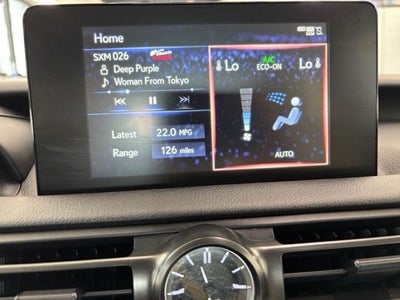 Home
SXM 026
Deep Purple
Woman From Tokyo
Latest 22.0 MPG
Range 126 miles
Lo A/C Lo
ECO-ON
AUTO